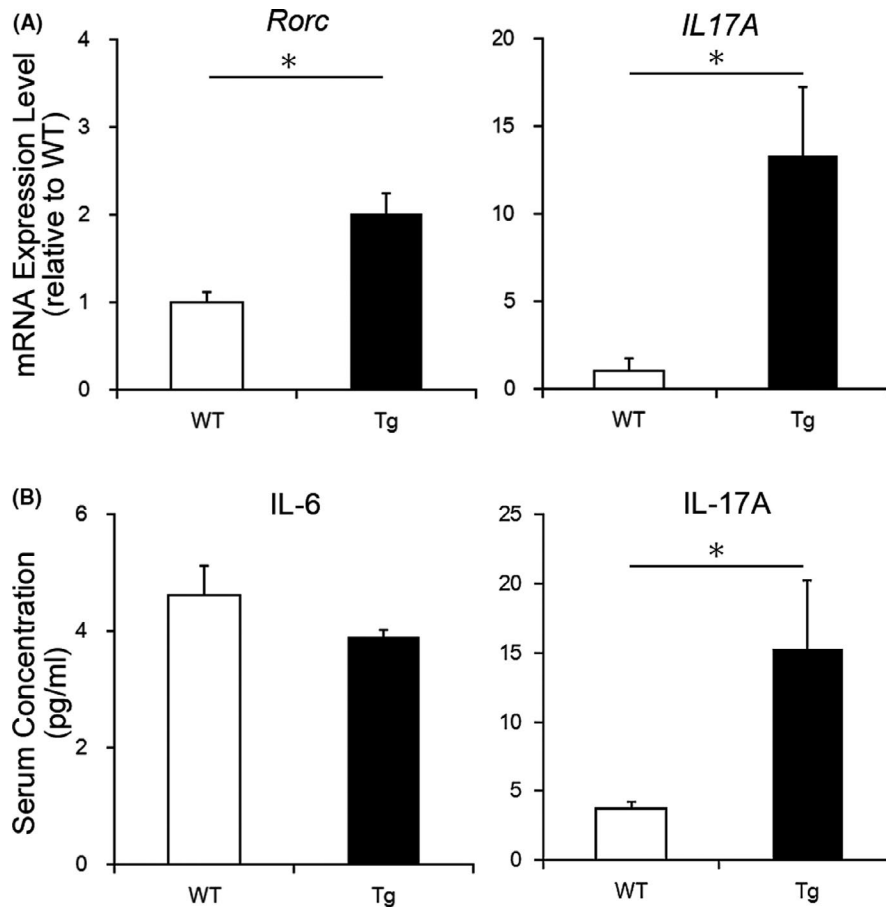 (A)
Rorc
IL17A
mRNA Expression Level
(relative to WT)
4
3
2
1
0
*
WT
Tg
20
15
10
5
0
*
WT
Tg
(B)
IL-6
IL-17A
Serum Concentration
(pg/ml)
6
4
2
0
WT
Tg
25
20
15
10
5
0
*
WT
Tg